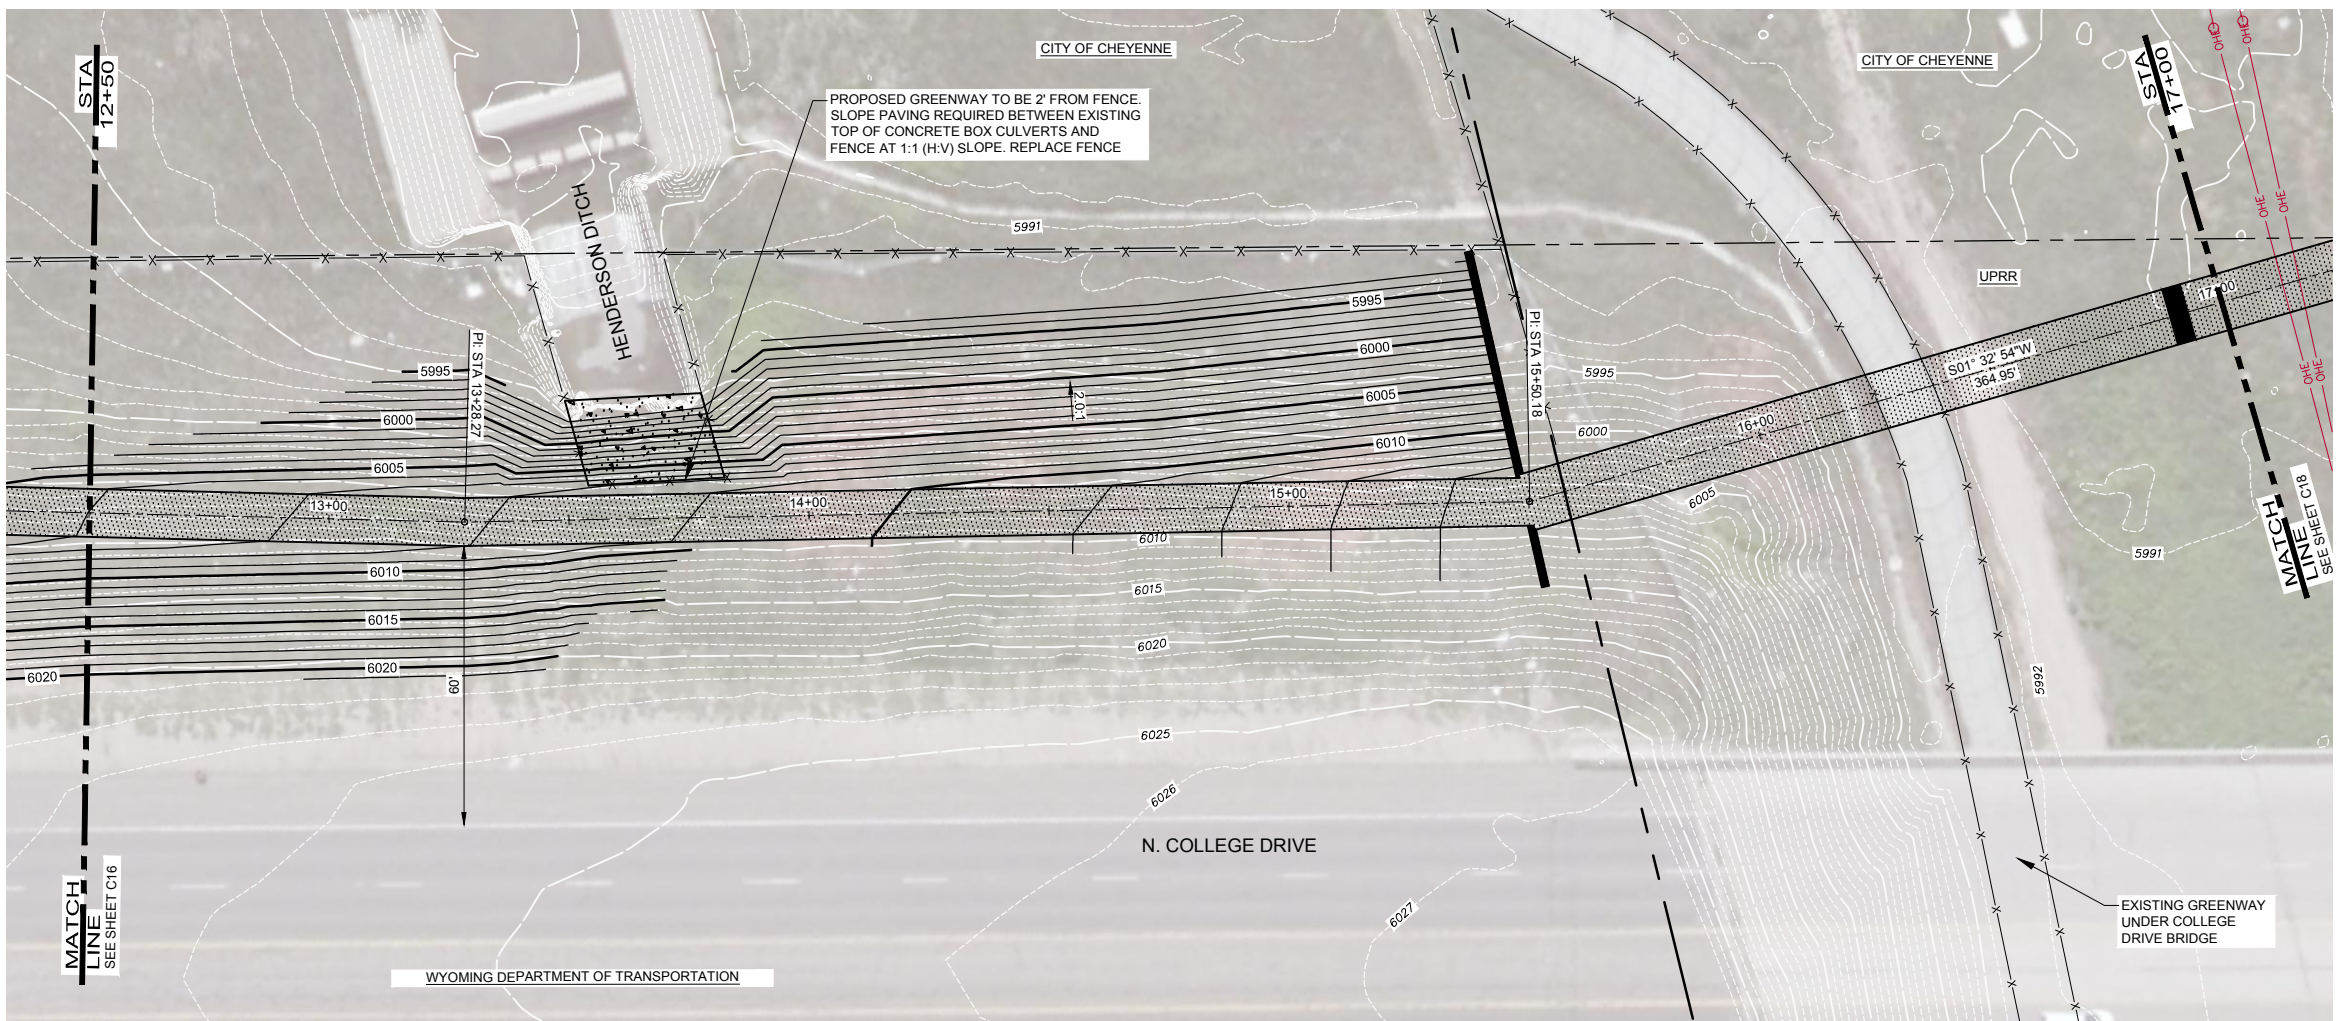 STA
12+50
CITY OF CHEYENNE
CITY OF CHEYENNE
STA
17+00
OHE
OHE
PROPOSED GREENWAY TO BE 2' FROM FENCE.
SLOPE PAVING REQUIRED BETWEEN EXISTING
TOP OF CONCRETE BOX CULVERTS AND
FENCE AT 1:1 (H:V) SLOPE. REPLACE FENCE
HENDERSON DITCH
5991
OHE
OHE
UPRR
17+00
5995
PI: STA 13+28.27
PI: STA 15+50.18
6000
S01° 32' 54"W
364.95'
5995
5995
OHE
OHE
6005
2.0:1
6000
16+00
6000
6010
6005
6005
13+00
14+00
15+00
6010
5991
MATCH
LINE
SEE SHEET C18
6010
6015
6015
6020
6020
6020
60'
5992
6025
6026
N. COLLEGE DRIVE
6027
MATCH
LINE
SEE SHEET C16
EXISTING GREENWAY
UNDER COLLEGE
DRIVE BRIDGE
WYOMING DEPARTMENT OF TRANSPORTATION